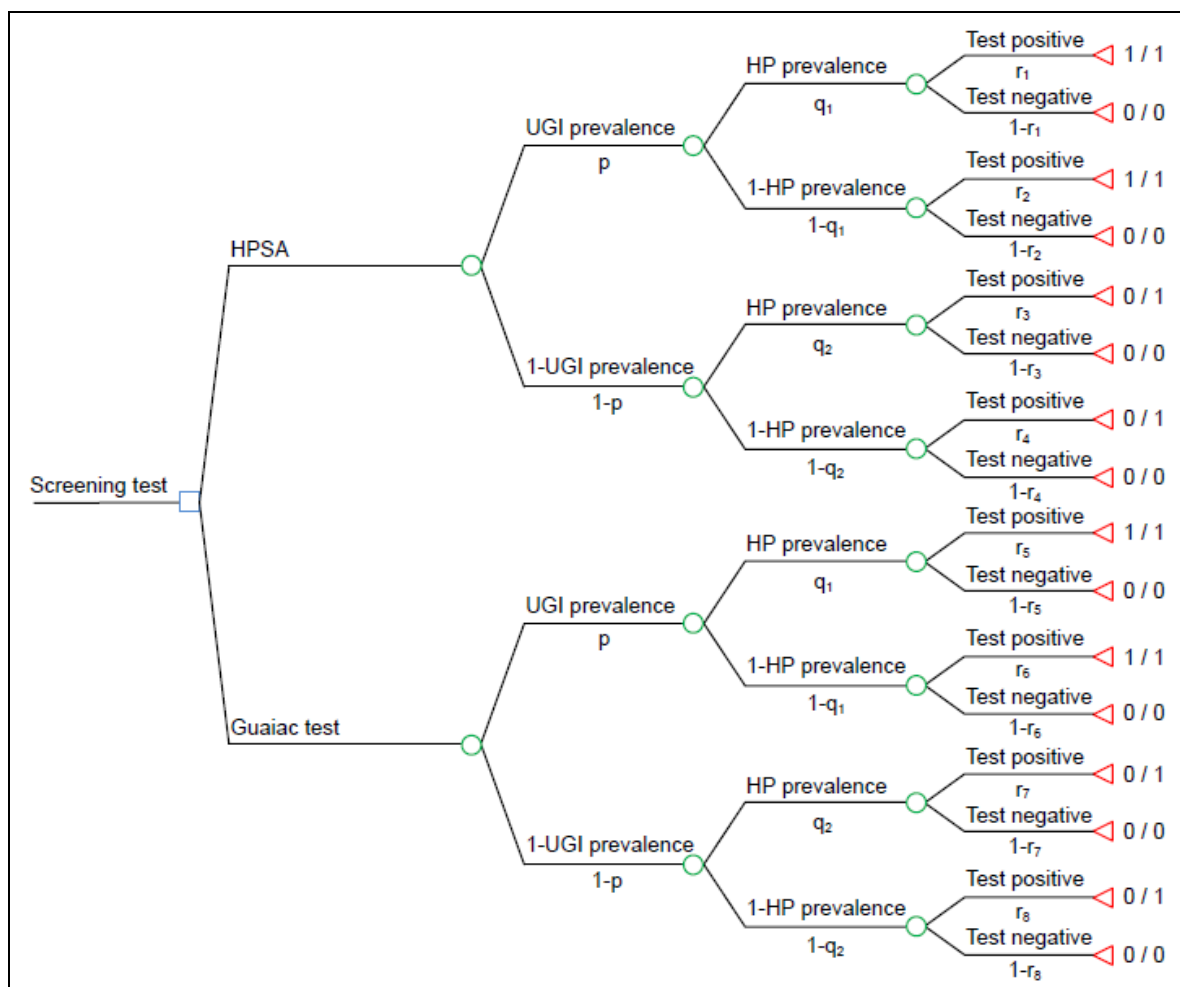 Test positive
1 / 1
HP prevalence
r₁
Test negative
0 / 0
q₁
1-r₁
UGI prevalence
p
Test positive
1 / 1
1-HP prevalence
r₂
Test negative
0 / 0
1-q₁
1-r₂
HPSA
Test positive
0 / 1
HP prevalence
r₃
Test negative
0 / 0
q₂
1-r₃
1-UGI prevalence
1-p
Test positive
0 / 1
1-HP prevalence
r₄
Test negative
0 / 0
1-q₂
1-r₄
Screening test
Test positive
1 / 1
HP prevalence
r₅
Test negative
0 / 0
q₁
1-r₅
UGI prevalence
p
Test positive
1 / 1
1-HP prevalence
r₆
Test negative
0 / 0
1-q₁
1-r₆
Guaiac test
Test positive
0 / 1
HP prevalence
r₇
Test negative
0 / 0
q₂
1-r₇
1-UGI prevalence
1-p
Test positive
0 / 1
1-HP prevalence
r₈
Test negative
0 / 0
1-q₂
1-r₈